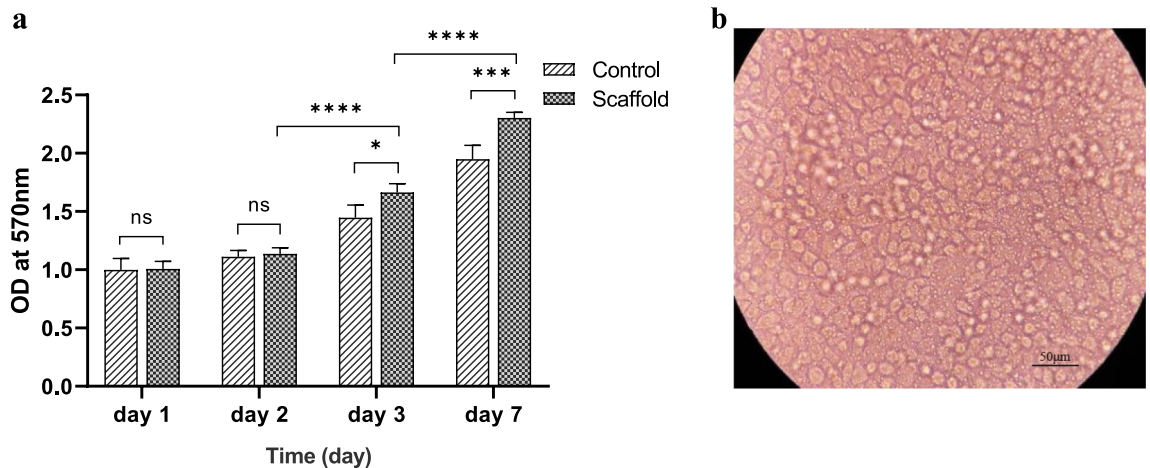 a
b
****
***
Control
Scaffold
****
*
ns
ns
OD at 570nm
2.5
2.0
1.5
1.0
0.5
0.0
day 1
day 2
day 3
day 7
Time (day)
50µm